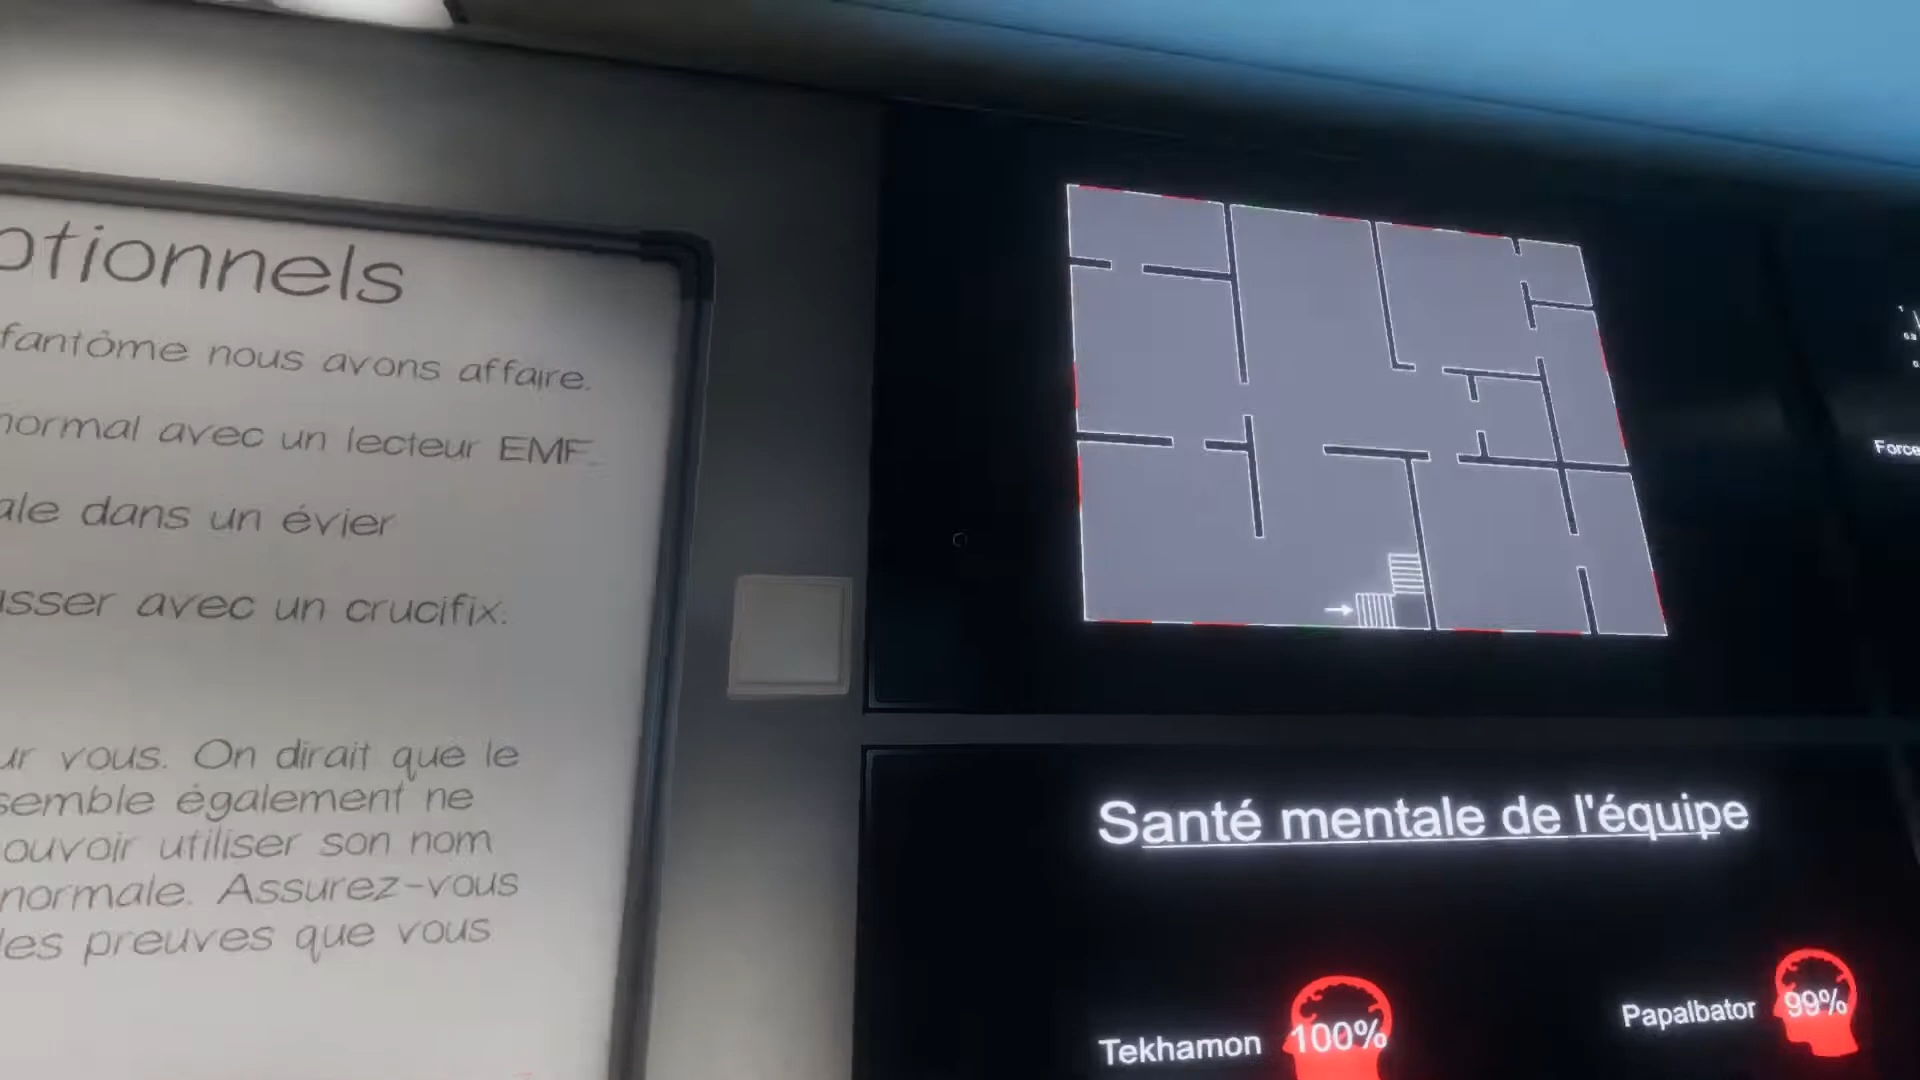 otionnels
fantôme nous avons affaire.
normal avec un lecteur EMF.
ale dans un évier
usser avec un crucifix.
ur vous. On dirait que le
semble également ne
ouvoir utiliser son nom
normale. Assurez-vous
les preuves que vous
Force
Santé mentale de l'équipe
Tekhamon 100%
Papalbator 99%